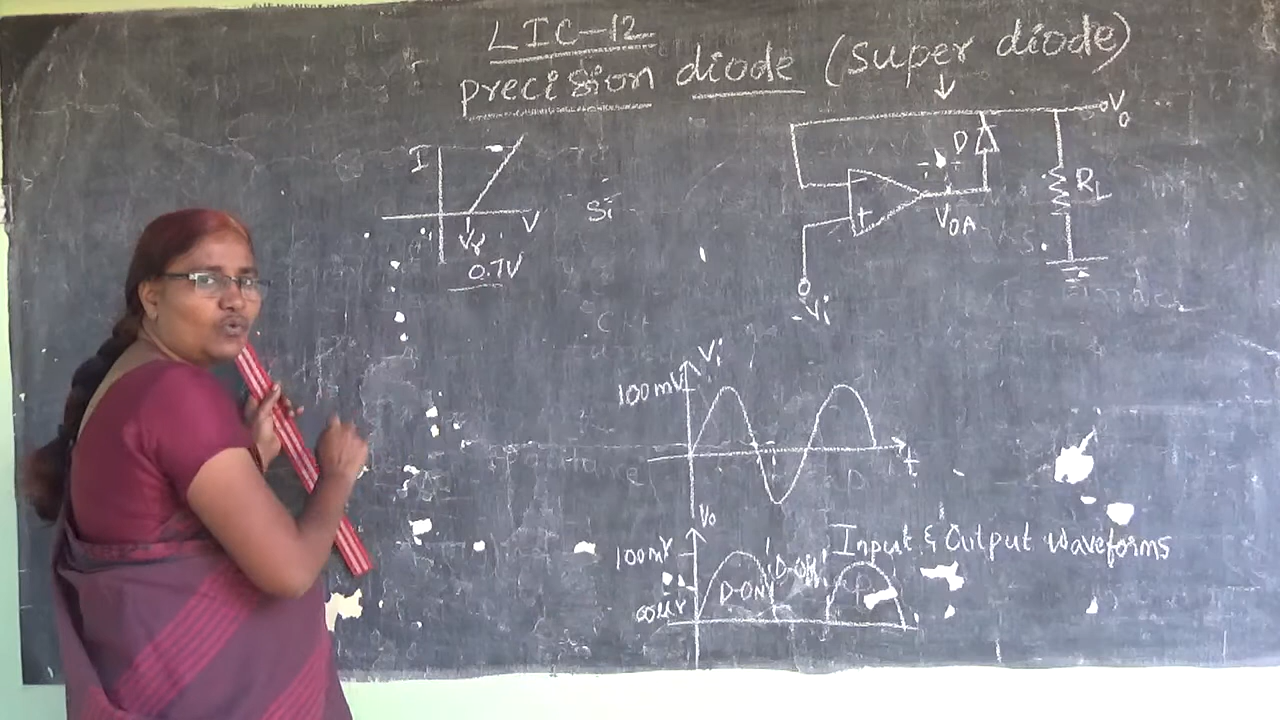 LIC-12
precision diode (super diode)
I
V
Vγ
0.7V
Si
D
Vo
RL
VOA
-
+
Vi
Vi
100mV
t
Vo
100mV
D-ON
D-OFF
Input & Output waveforms